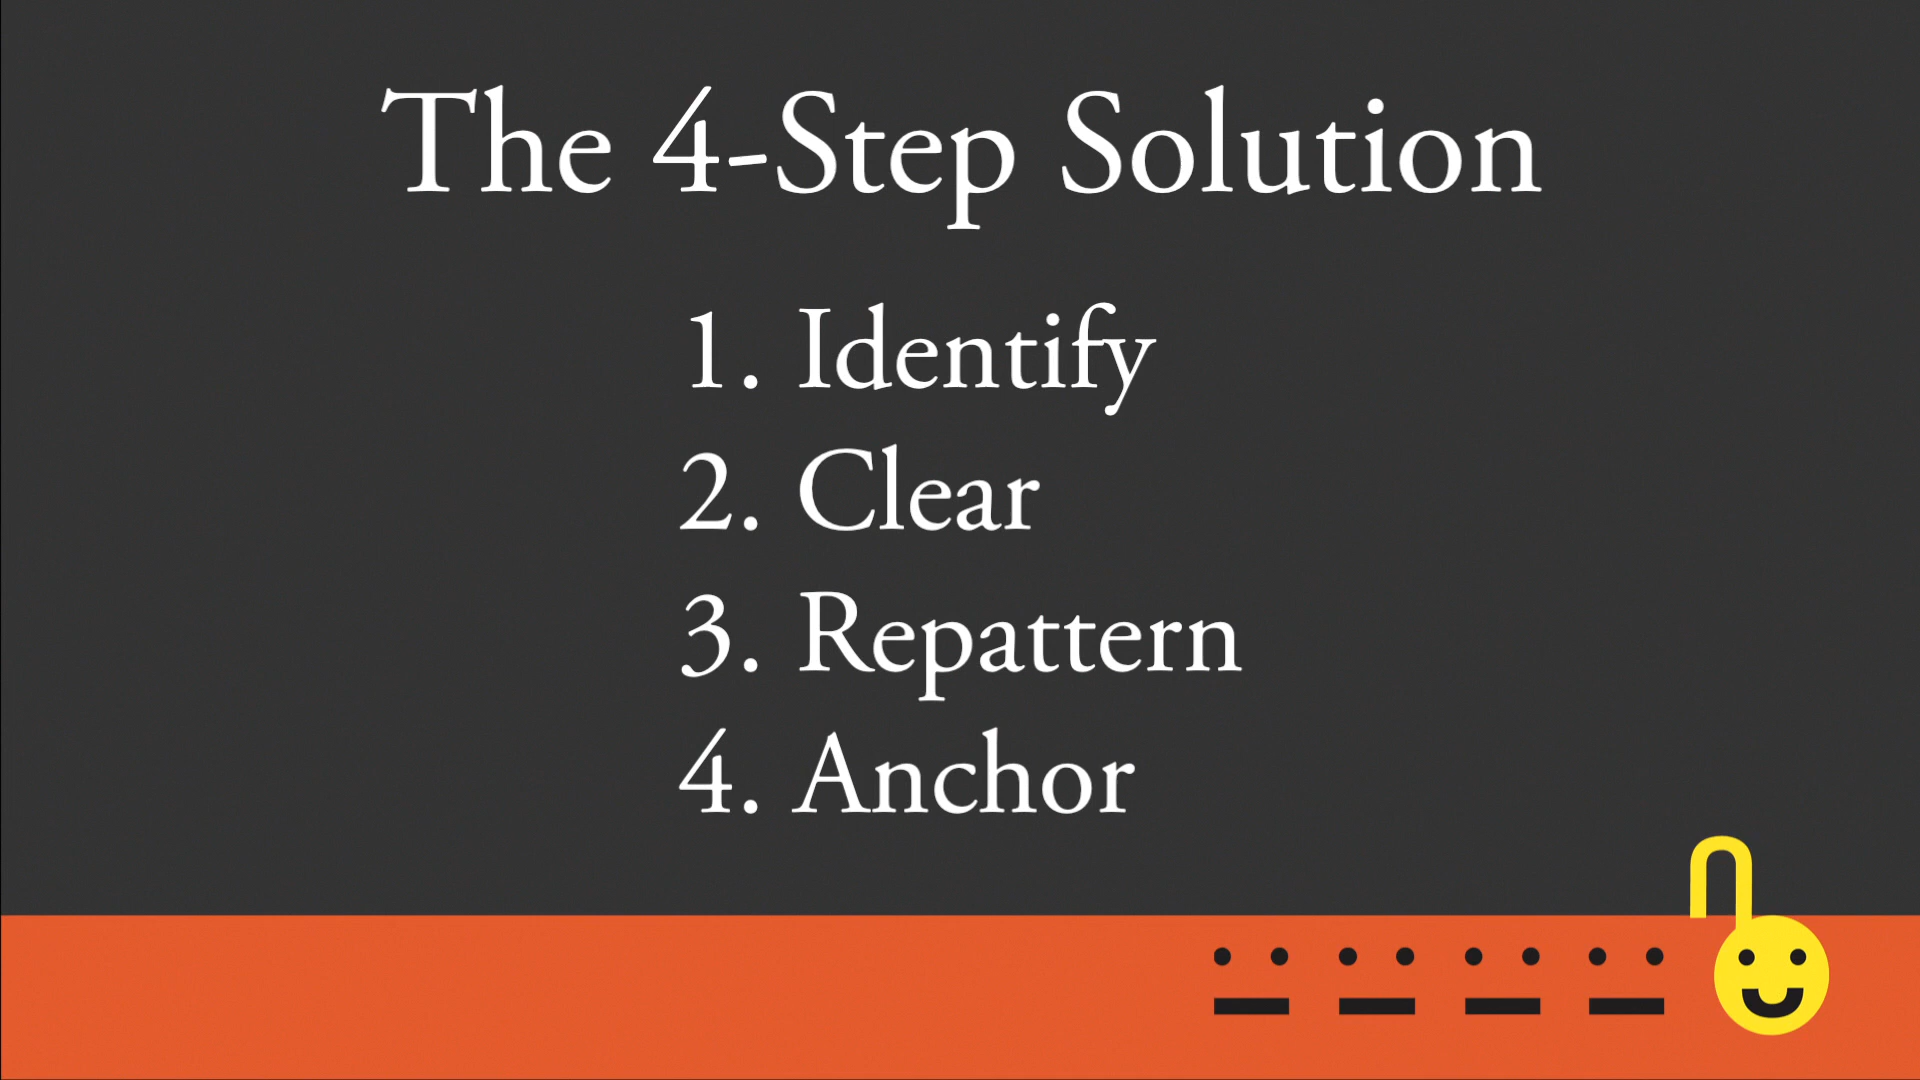 The 4-Step Solution
1. Identify
2. Clear
3. Repattern
4. Anchor